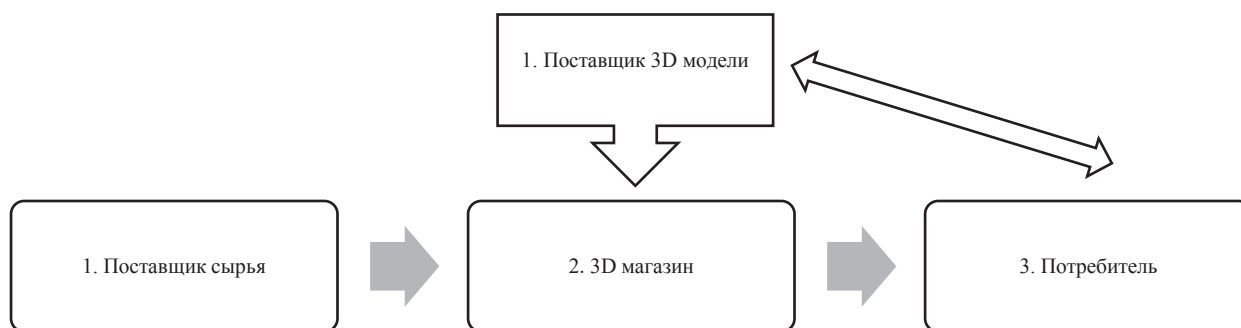 1. Поставщик 3D модели
1. Поставщик сырья
2. 3D магазин
3. Потребитель